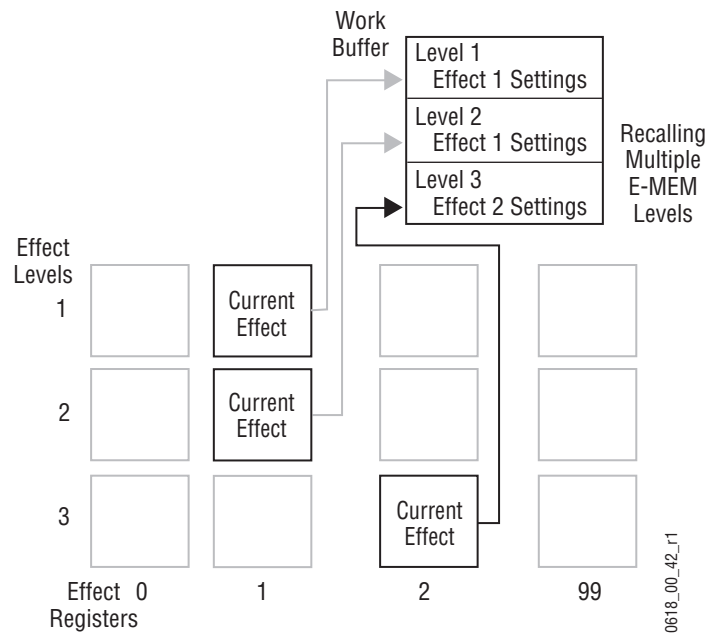 Work
Buffer
Level 1
Effect 1 Settings
Level 2
Effect 1 Settings
Level 3
Effect 2 Settings
Recalling
Multiple
E-MEM
Levels
Effect
Levels
1
Current
Effect
2
Current
Effect
3
Current
Effect
Effect 0 1 2 99
Registers
0618_00_42_r1